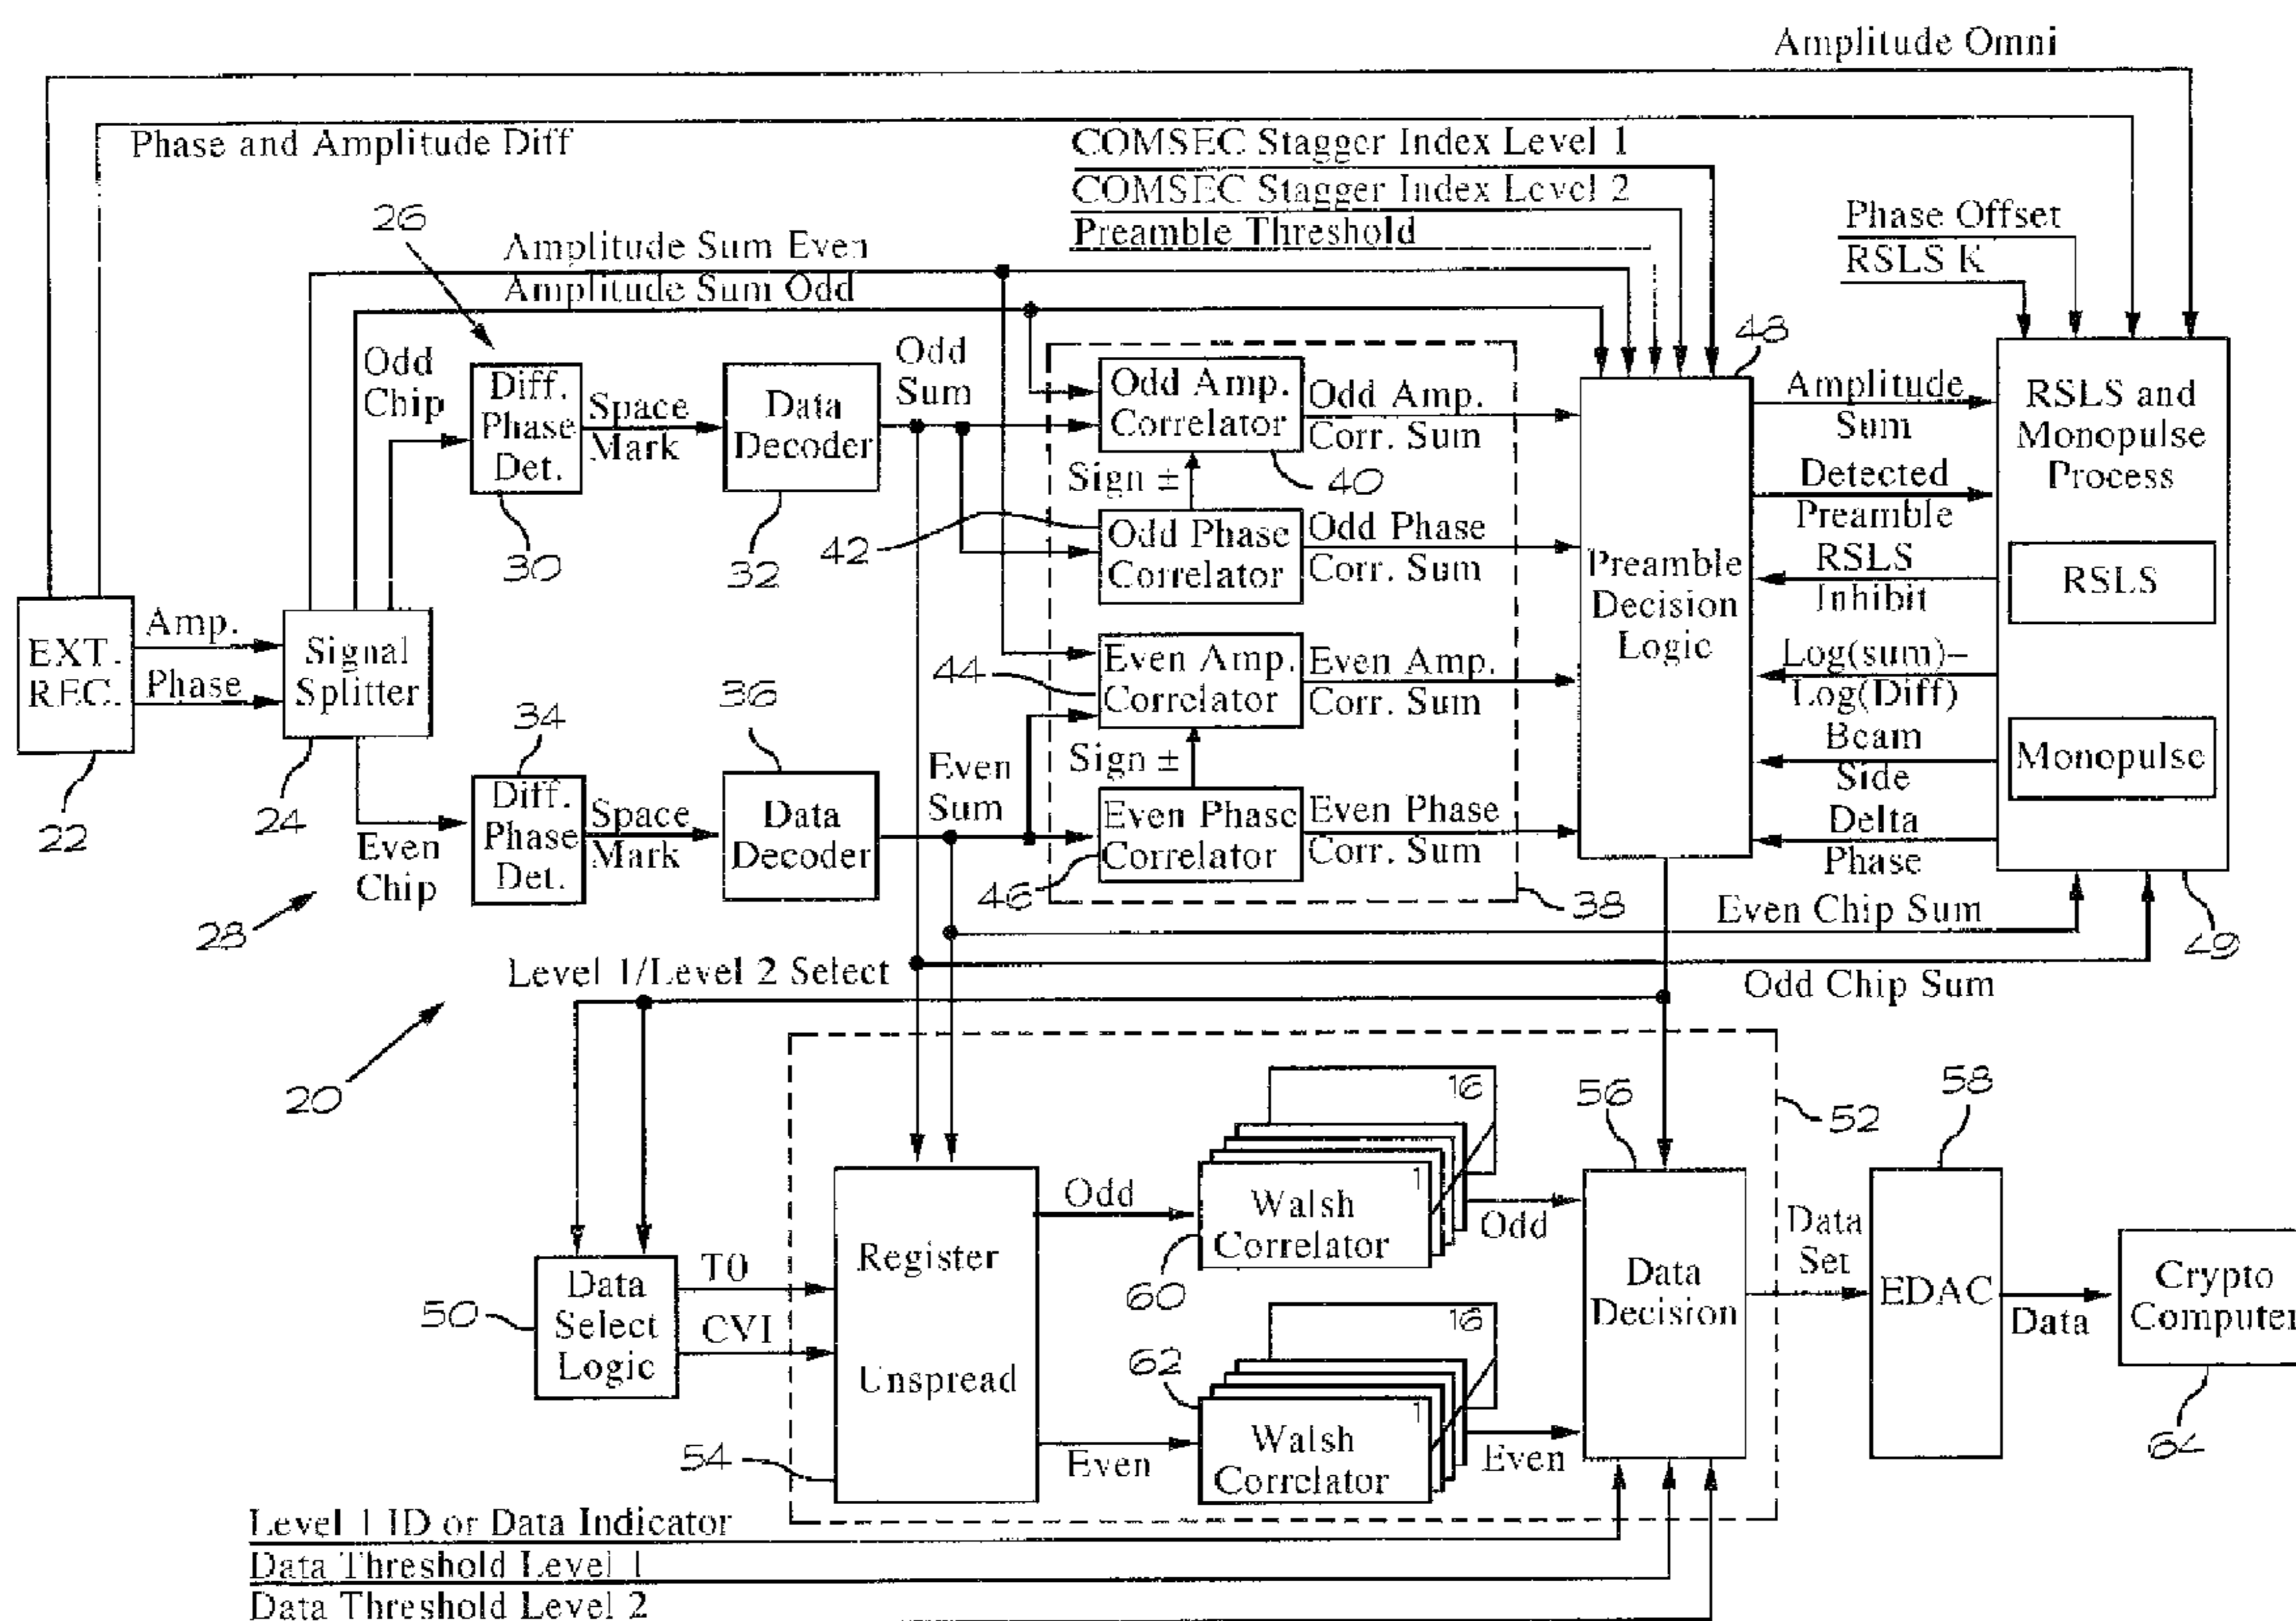 Amplitude Omni
Phase and Amplitude Diff
COMSEC Stagger Index Level 1
COMSEC Stagger Index Level 2
Preamble Threshold
Phase Offset
RSLS K
26
Amplitude Sum Even
Amplitude Sum Odd
Odd
Chip
Diff.
Phase
Det.
30
Space
Mark
Data
Decoder
32
Odd
Sum
Odd Amp.
Correlator
40
Odd Amp.
Corr. Sum
Sign ±
42
Odd Phase
Correlator
Odd Phase
Corr. Sum
44
Even Amp.
Correlator
Even Amp.
Corr. Sum
Sign ±
46
Even Phase
Correlator
Even Phase
Corr. Sum
38
48
Preamble
Decision
Logic
Amplitude
Sum
Detected
Preamble
RSLS
Inhibit
Log(sum)–
Log(Diff)
Beam
Side
Delta
Phase
RSLS and
Monopulse
Process
RSLS
Monopulse
49
EXT.
REC.
22
Amp.
Phase
Signal
Splitter
24
Even
Chip
28
34
Diff.
Phase
Det.
Space
Mark
36
Data
Decoder
Even
Sum
Even Chip Sum
Odd Chip Sum
Level 1/Level 2 Select
20
50
Data
Select
Logic
T0
CVI
Register
Unspread
54
Odd
Even
16
1
Walsh
Correlator
60
Odd
16
1
62
Walsh
Correlator
Even
56
Data
Decision
52
Data
Set
58
EDAC
Data
Crypto
Computer
64
Level 1 ID or Data Indicator
Data Threshold Level 1
Data Threshold Level 2